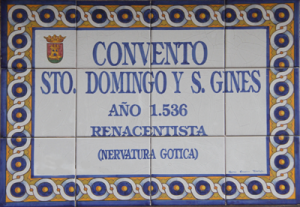 CONVENTO
STO. DOMINGO Y S. GINES
AÑO 1.536
RENACENTISTA
(NERVATURA GOTICA)